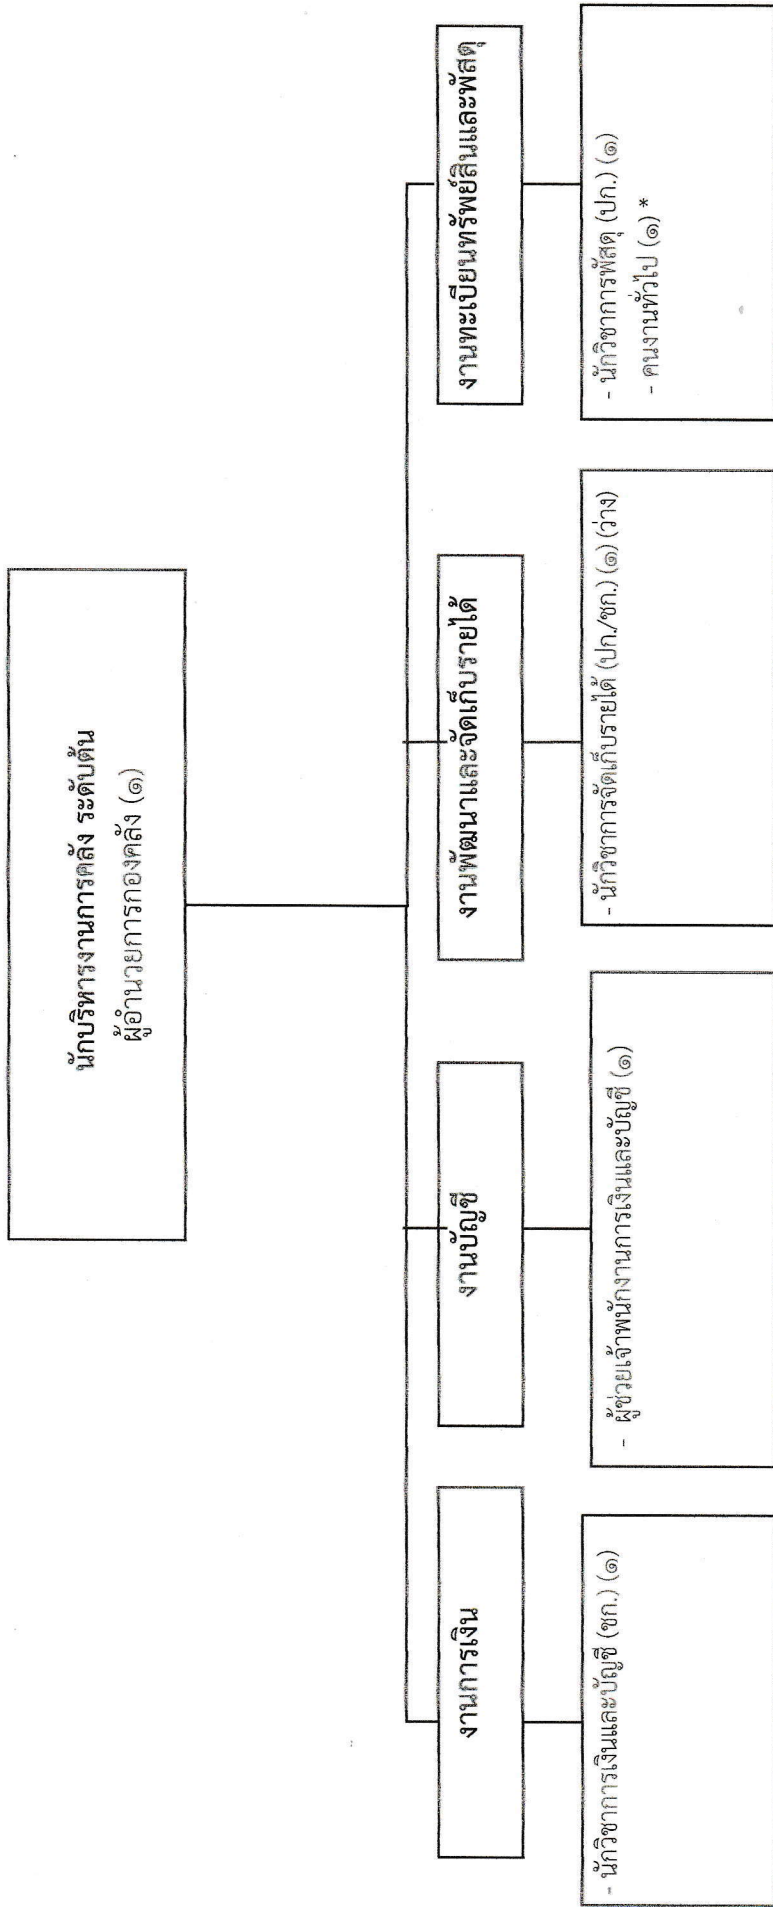 นักบริหารงานการคลัง ระดับต้น
ผู้อำนวยการกองคลัง (๑)
งานการเงิน
- นักวิชาการเงินและบัญชี (ชก.) (๑)
งานบัญชี
- ผู้ช่วยเจ้าพนักงานการเงินและบัญชี (๑)
งานพัฒนาและจัดเก็บรายได้
- นักวิชาการจัดเก็บรายได้ (ปก./ชก.) (๑) (ว่าง)
งานทะเบียนทรัพย์สินและพัสดุ
- นักวิชาการพัสดุ (ปก.) (๑)
- คนงานทั่วไป (๑) *